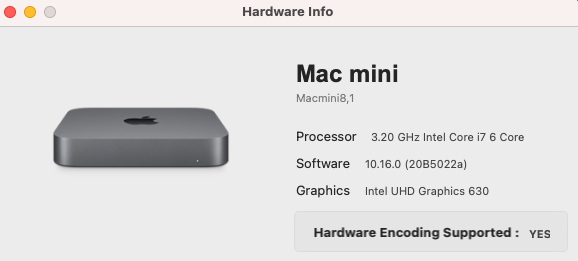 Hardware Info
Mac mini
Macmini8,1
Processor 3.20 GHz Intel Core i7 6 Core
Software 10.16.0 (20B5022a)
Graphics Intel UHD Graphics 630
Hardware Encoding Supported : YES